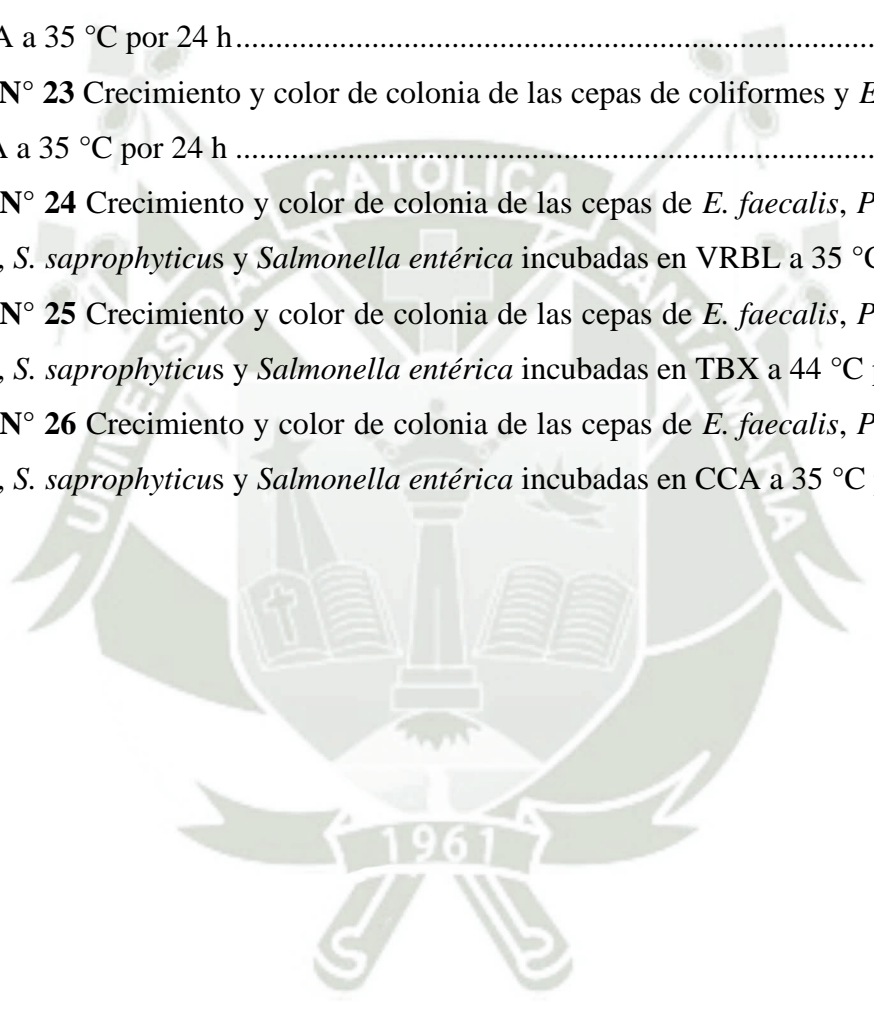 A a 35 °C por 24 h
N° 23 Crecimiento y color de colonia de las cepas de coliformes y E
a 35 °C por 24 h
N° 24 Crecimiento y color de colonia de las cepas de E. faecalis, P
, S. saprophyticus y Salmonella entérica incubadas en VRBL a 35 °C
N° 25 Crecimiento y color de colonia de las cepas de E. faecalis, P
, S. saprophyticus y Salmonella entérica incubadas en TBX a 44 °C
N° 26 Crecimiento y color de colonia de las cepas de E. faecalis, P
, S. saprophyticus y Salmonella entérica incubadas en CCA a 35 °C
UNIVERSIDAD CATOLICA SANTA MARIA
1961